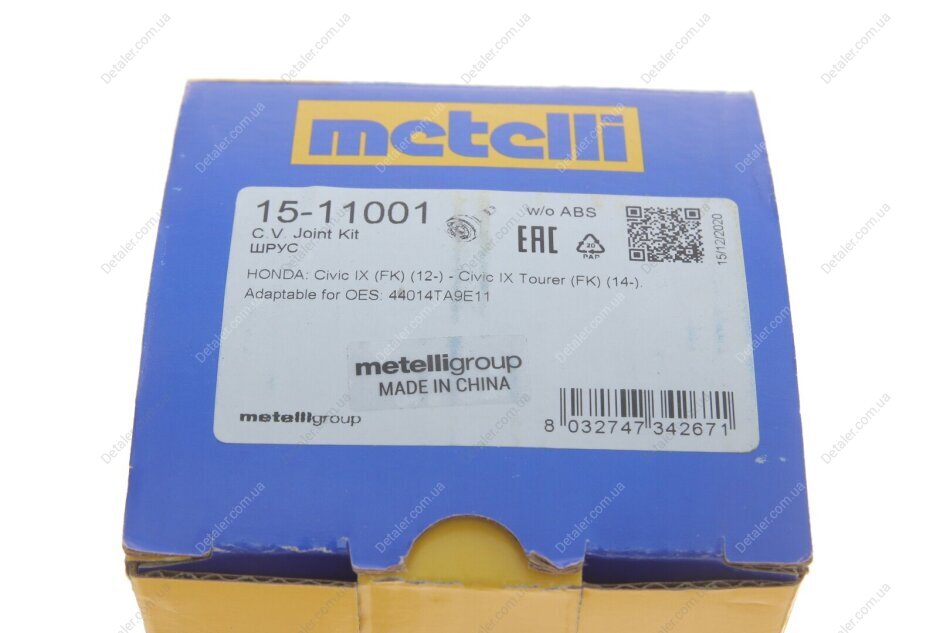 metelli
15-11001
C.V. Joint Kit
ШРУС
w/o ABS
EAC
20
PAP
15/12/2020
HONDA: Civic IX (FK) (12-) - Civic IX Tourer (FK) (14-).
Adaptable for OES: 44014TA9E11
metelligroup
MADE IN CHINA
metelligroup
8 032747 342671
Detaler.com.ua